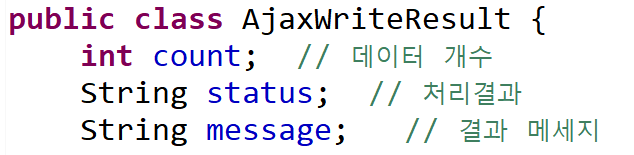 public class AjaxWriteResult {
    int count;  // 데이터 개수
    String status;  // 처리결과
    String message;   // 결과 메세지